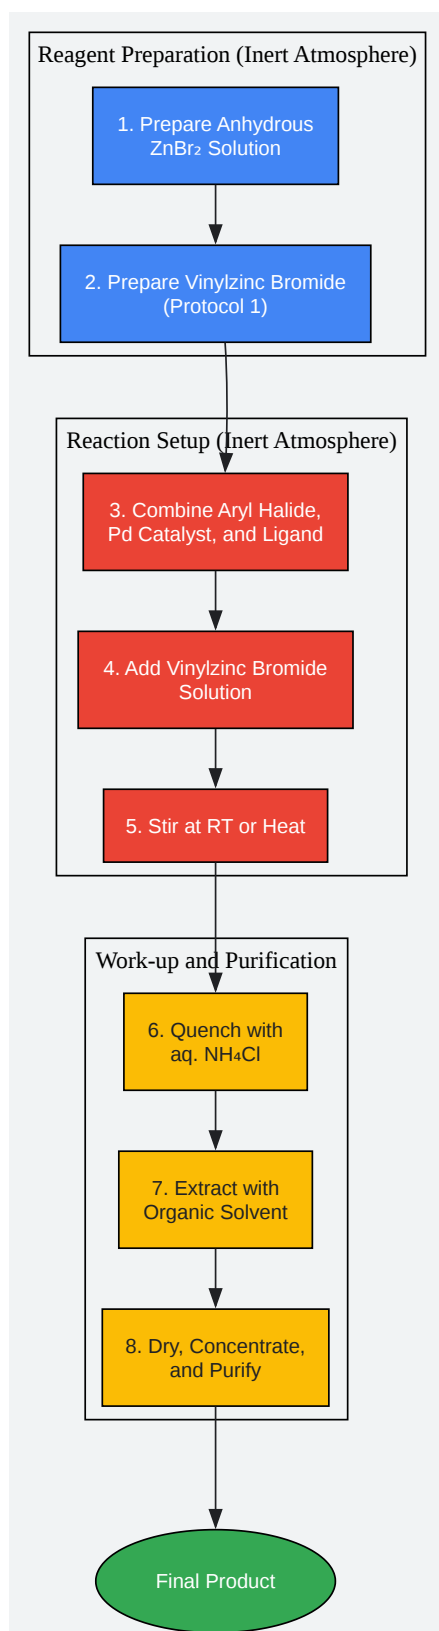 Reagent Preparation (Inert Atmosphere)
1. Prepare Anhydrous
ZnBr₂ Solution
2. Prepare Vinylzinc Bromide
(Protocol 1)
Reaction Setup (Inert Atmosphere)
3. Combine Aryl Halide,
Pd Catalyst, and Ligand
4. Add Vinylzinc Bromide
Solution
5. Stir at RT or Heat
Work-up and Purification
6. Quench with
aq. NH₄Cl
7. Extract with
Organic Solvent
8. Dry, Concentrate,
and Purify
Final Product